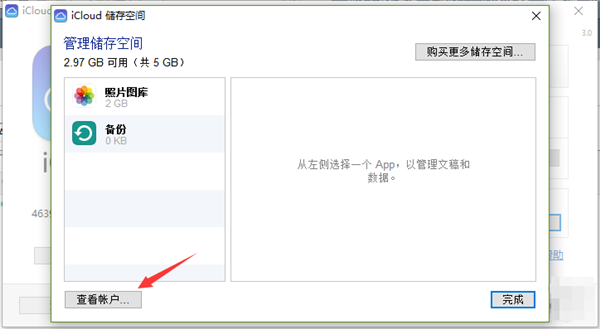 iCloud 储存空间
3.0
管理储存空间
2.97 GB 可用（共 5 GB）
购买更多储存空间...
照片图库
2 GB
备份
0 KB
从左侧选择一个 App，以管理文稿和
数据。
4639
查看帐户...
完成